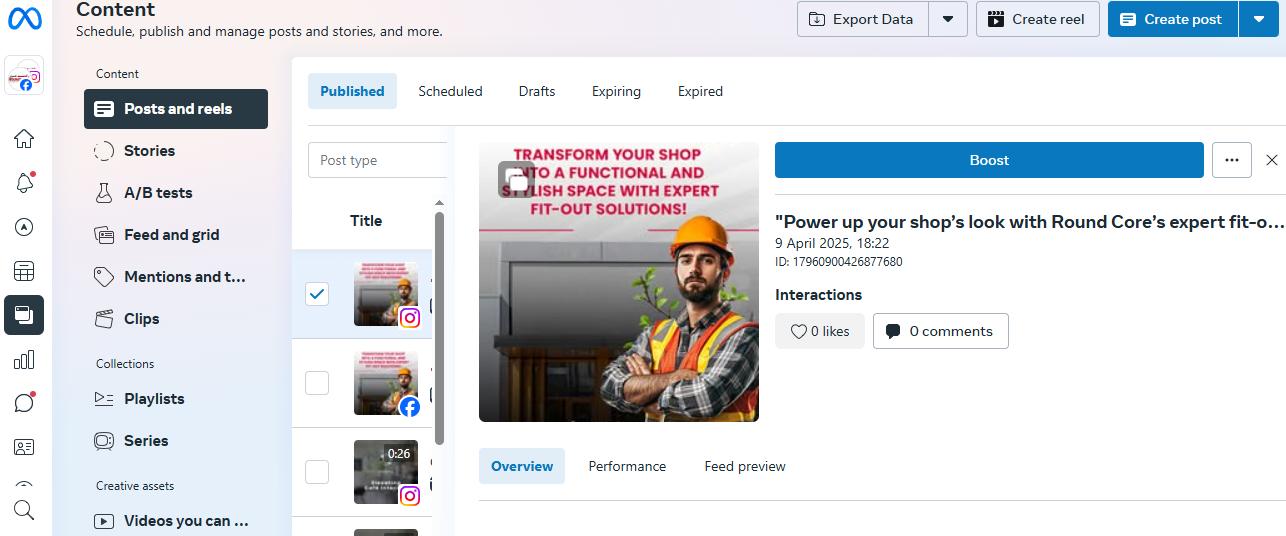 Content
Schedule, publish and manage posts and stories, and more.
Export Data
Create reel
Create post
Content
Posts and reels
Stories
A/B tests
Feed and grid
Mentions and t...
Clips
Collections
Playlists
Series
Creative assets
Videos you can ...
Published
Scheduled
Drafts
Expiring
Expired
Post type
Title
0:26
TRANSFORM YOUR SHOP
INTO A FUNCTIONAL AND
STYLISH SPACE WITH EXPERT
FIT-OUT SOLUTIONS!
Boost
"Power up your shop’s look with Round Core’s expert fit-o...
9 April 2025, 18:22
ID: 17960900426877680
Interactions
0 likes
0 comments
Overview
Performance
Feed preview